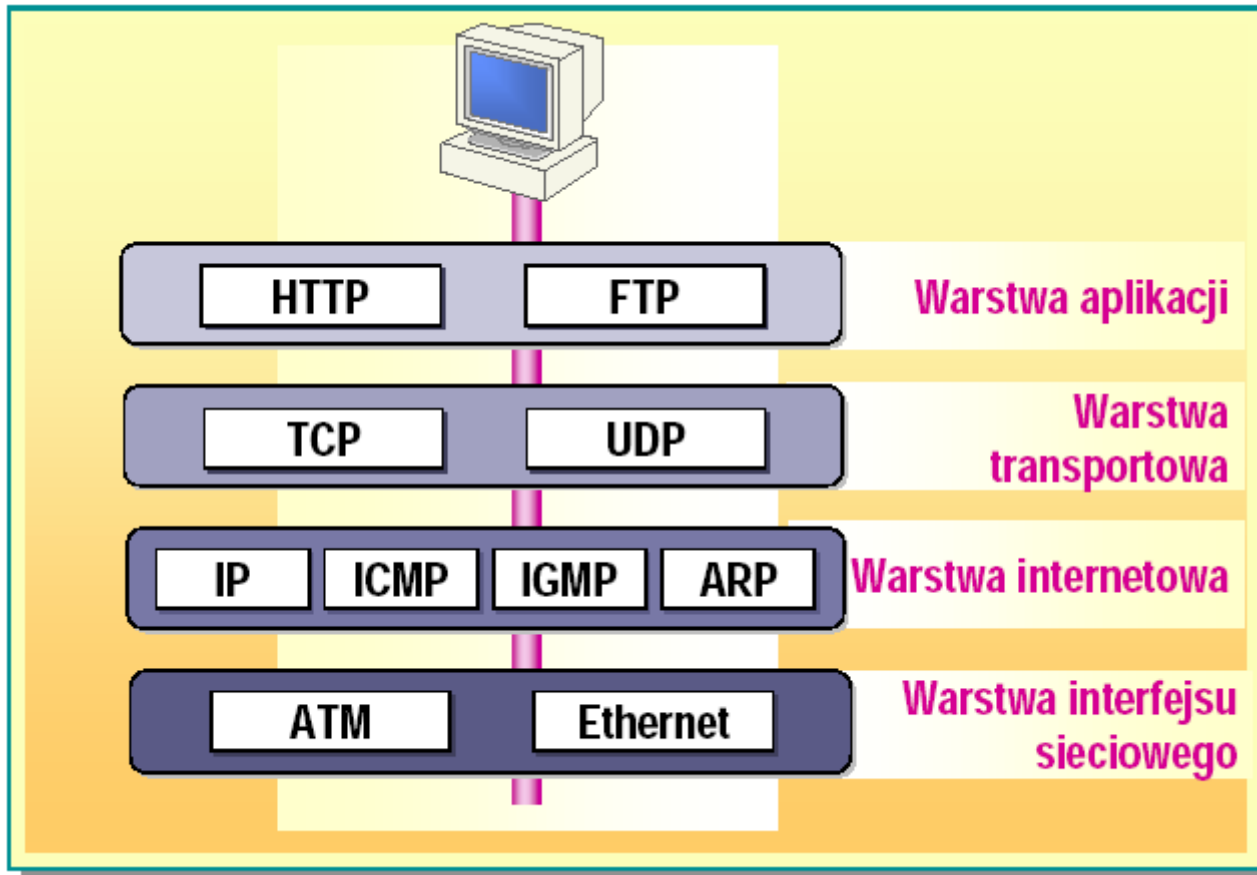 HTTP FTP Warstwa aplikacji
TCP UDP Warstwa
transportowa
IP ICMP IGMP ARP Warstwa internetowa
ATM Ethernet Warstwa interfejsu
sieciowego